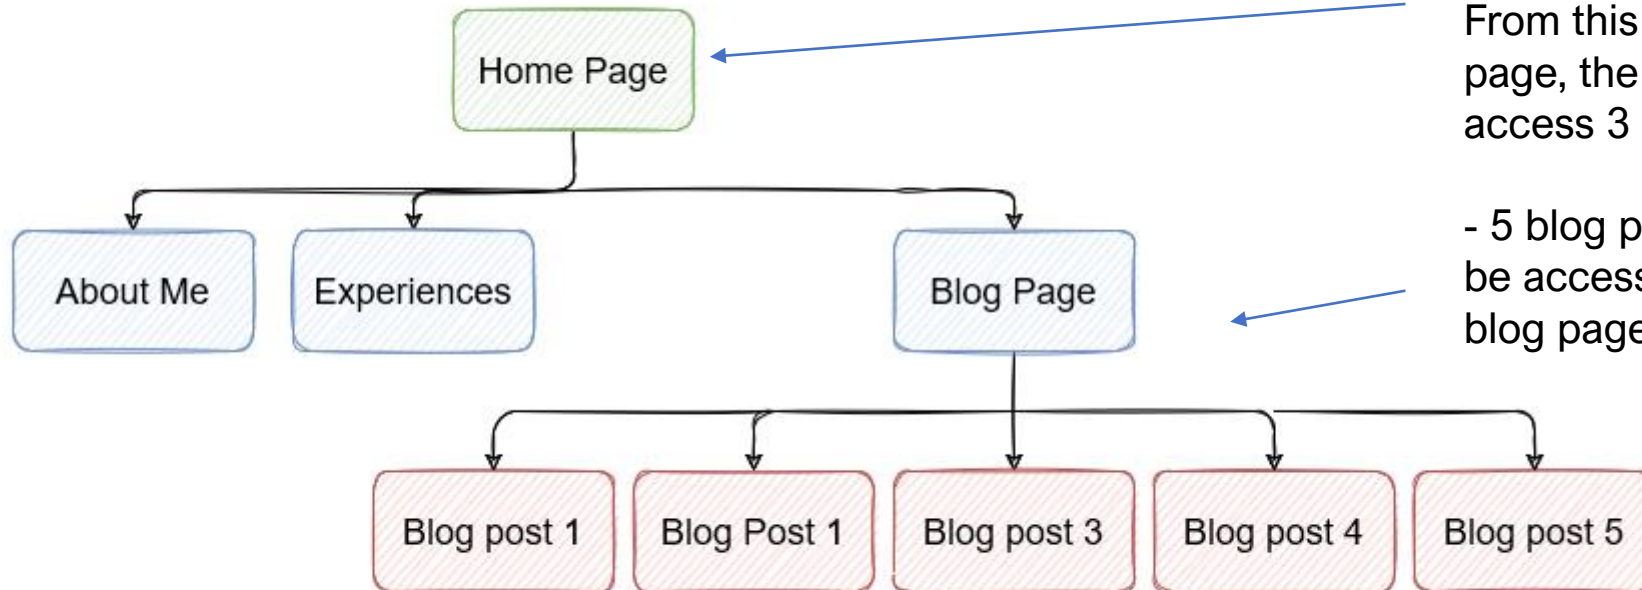 Home Page
From this
page, the
access 3
About Me
Experiences
Blog Page
- 5 blog p
be access
blog page
Blog post 1
Blog Post 1
Blog post 3
Blog post 4
Blog post 5